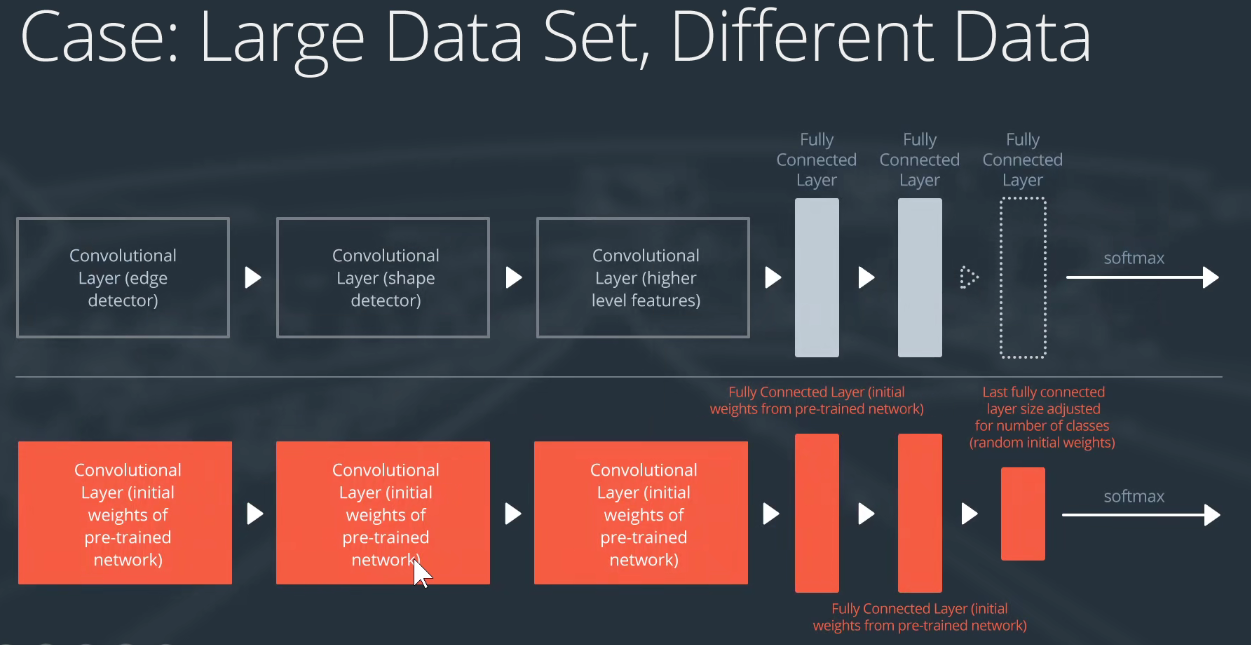 Case: Large Data Set, Different Data
Fully
Connected
Layer
Fully
Connected
Layer
Fully
Connected
Layer
Convolutional
Layer (edge
detector)
Convolutional
Layer (shape
detector)
Convolutional
Layer (higher
level features)
softmax
Fully Connected Layer (initial
weights from pre-trained network)
Last fully connected
layer size adjusted
for number of classes
(random initial weights)
Convolutional
Layer (initial
weights of
pre-trained
network)
Convolutional
Layer (initial
weights of
pre-trained
network)
Convolutional
Layer (initial
weights of
pre-trained
network)
softmax
Fully Connected Layer (initial
weights from pre-trained network)